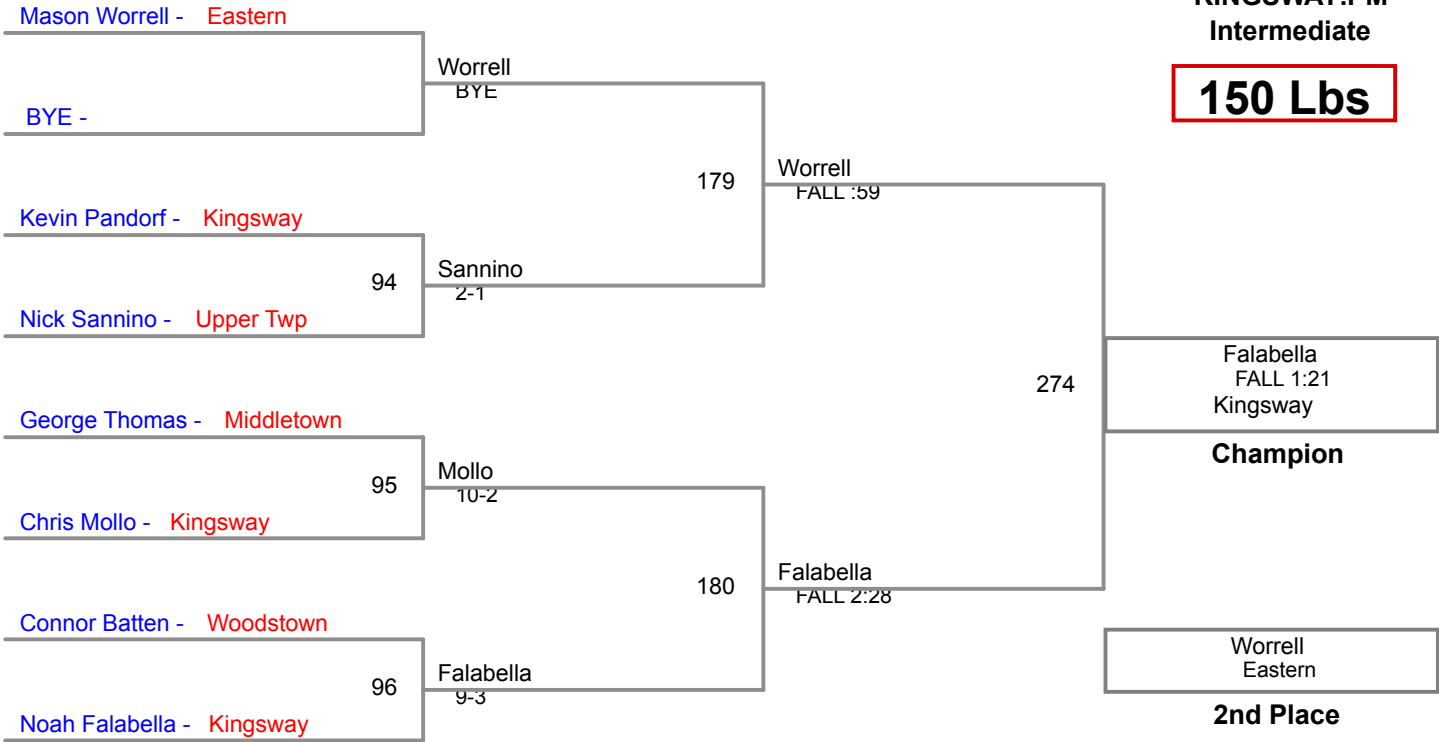 KINGSWAY.PM
Intermediate
150 Lbs
Mason Worrell - Eastern
BYE -
Worrell
BYE
Kevin Pandorf - Kingsway
Nick Sannino - Upper Twp
94
Sannino
2-1
179
Worrell
FALL :59
George Thomas - Middletown
Chris Mollo - Kingsway
95
Mollo
10-2
Connor Batten - Woodstown
Noah Falabella - Kingsway
96
Falabella
9-3
180
Falabella
FALL 2:28
274
Falabella
FALL 1:21
Kingsway
Champion
Worrell
Eastern
2nd Place